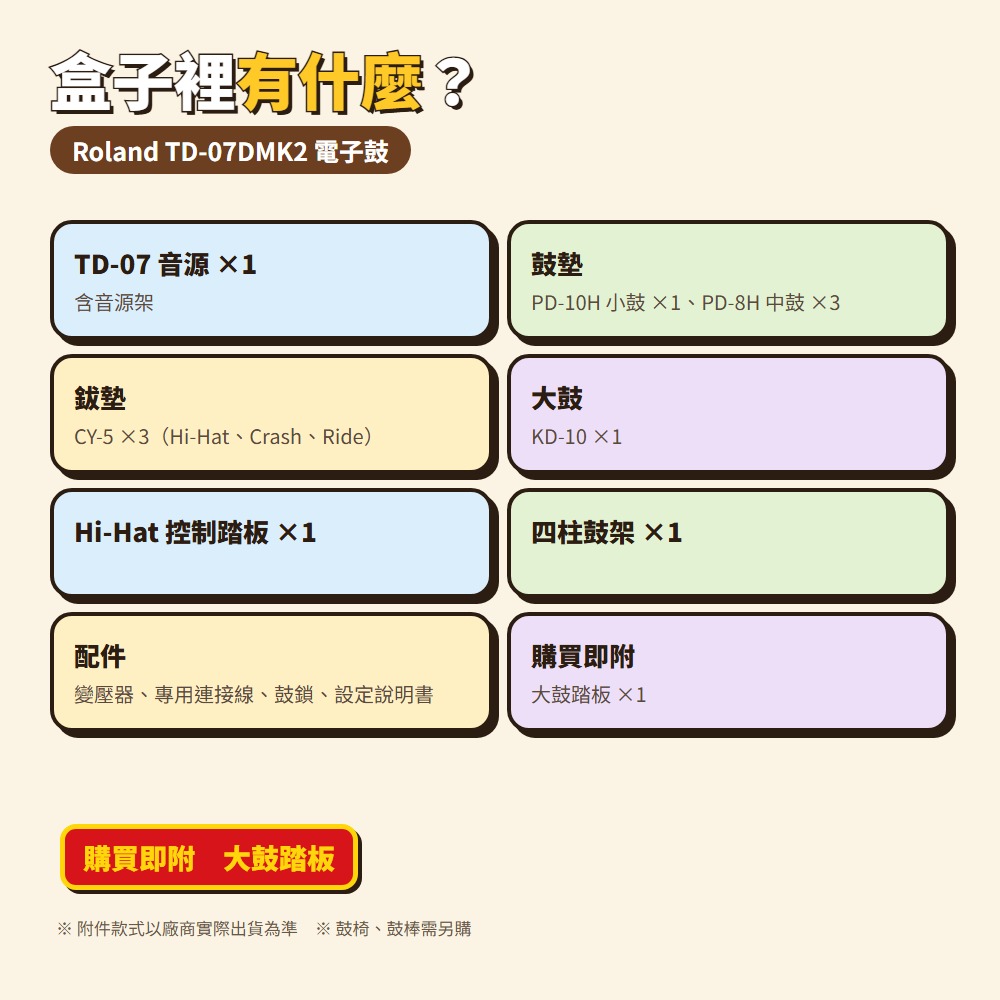 盒子裡有什麼？
Roland TD-07DMK2 電子鼓
TD-07 音源 ×1
含音源架
鼓墊
PD-10H 小鼓 ×1、PD-8H 中鼓 ×3
鈸墊
CY-5 ×3（Hi-Hat、Crash、Ride）
大鼓
KD-10 ×1
Hi-Hat 控制踏板 ×1
四柱鼓架 ×1
配件
變壓器、專用連接線、鼓鎖、設定說明書
購買即附
大鼓踏板 ×1
購買即附　大鼓踏板
※ 附件款式以廠商實際出貨為準　※ 鼓椅、鼓棒需另購